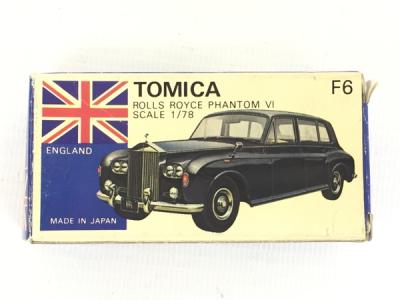 TOMICA
F6
ROLLS ROYCE PHANTOM VI
SCALE 1/78
ENGLAND
MADE IN JAPAN